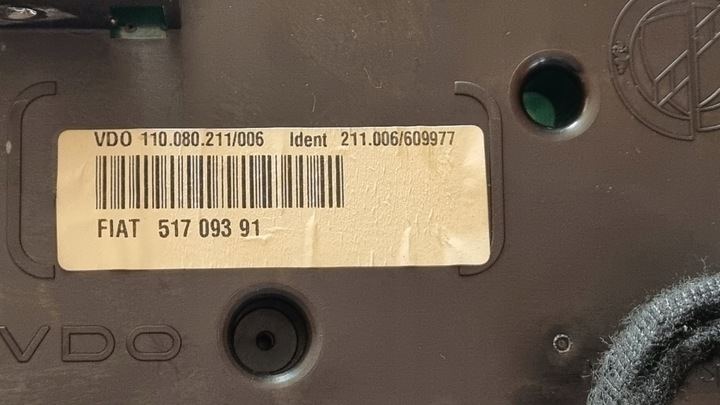 VDO 110.080.211/006 Ident 211.006/609977
FIAT 517 093 91
VDO